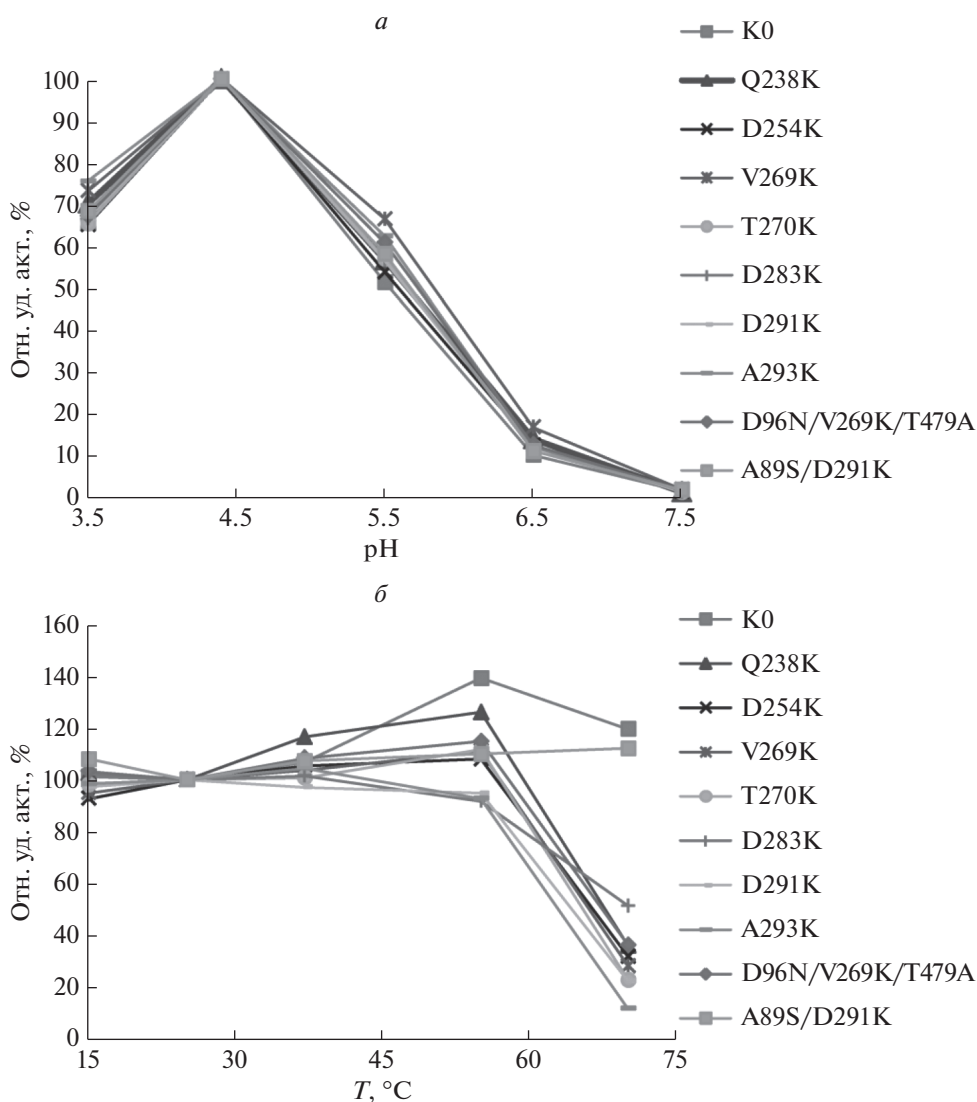 а
Отн. уд. акт., %
100
90
80
70
60
50
40
30
20
10
0
3.5 4.5 5.5 6.5 7.5
pH
K0
Q238K
D254K
V269K
T270K
D283K
D291K
A293K
D96N/V269K/T479A
A89S/D291K
б
Отн. уд. акт., %
160
140
120
100
80
60
40
20
0
15 30 45 60 75
T, °C
K0
Q238K
D254K
V269K
T270K
D283K
D291K
A293K
D96N/V269K/T479A
A89S/D291K